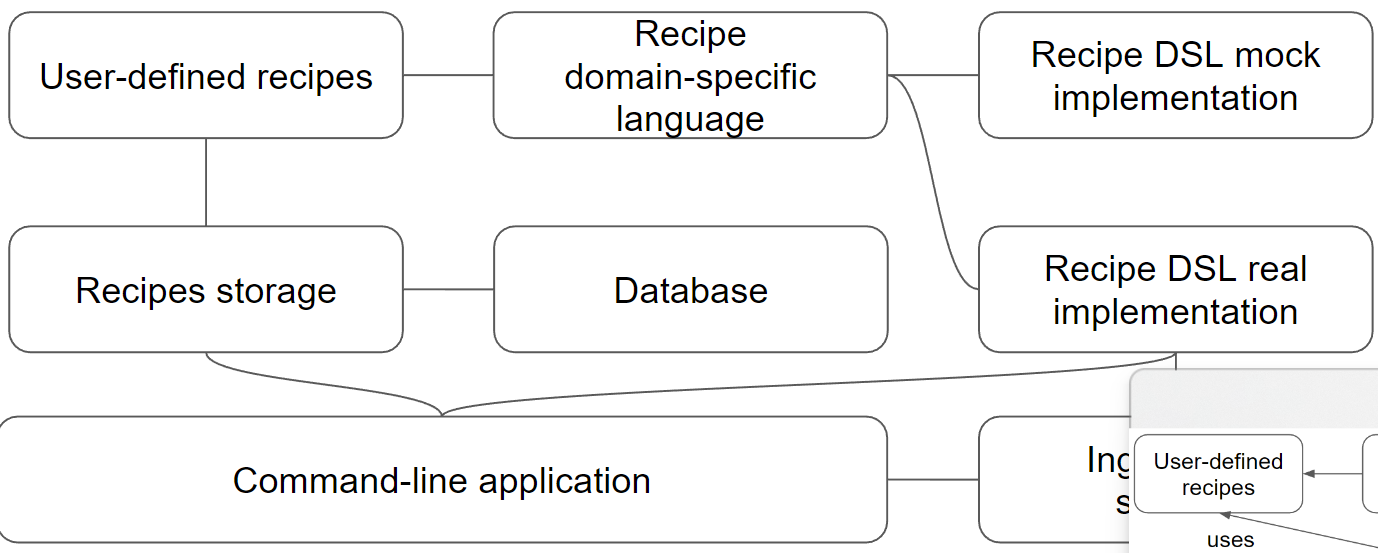 User-defined recipes
Recipe
domain-specific
language
Recipe DSL mock
implementation
Recipes storage
Database
Recipe DSL real
implementation
Command-line application
User-defined
recipes
uses